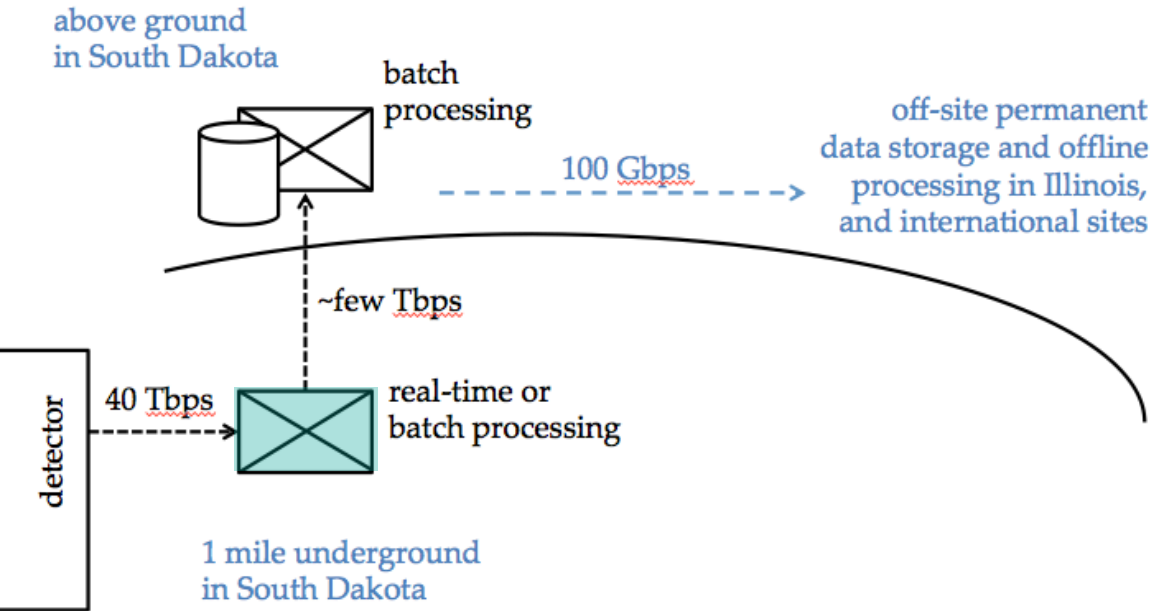 above ground
in South Dakota
batch
processing
100 Gbps
off-site permanent
data storage and offline
processing in Illinois,
and international sites
~few Tbps
detector
40 Tbps
real-time or
batch processing
1 mile underground
in South Dakota